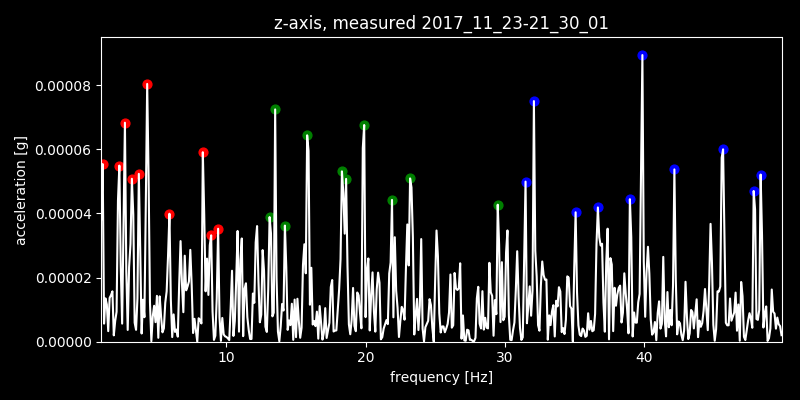 z-axis, measured 2017_11_23-21_30_01
acceleration [g]
0.00008
0.00006
0.00004
0.00002
0.00000
10 20 30 40
frequency [Hz]